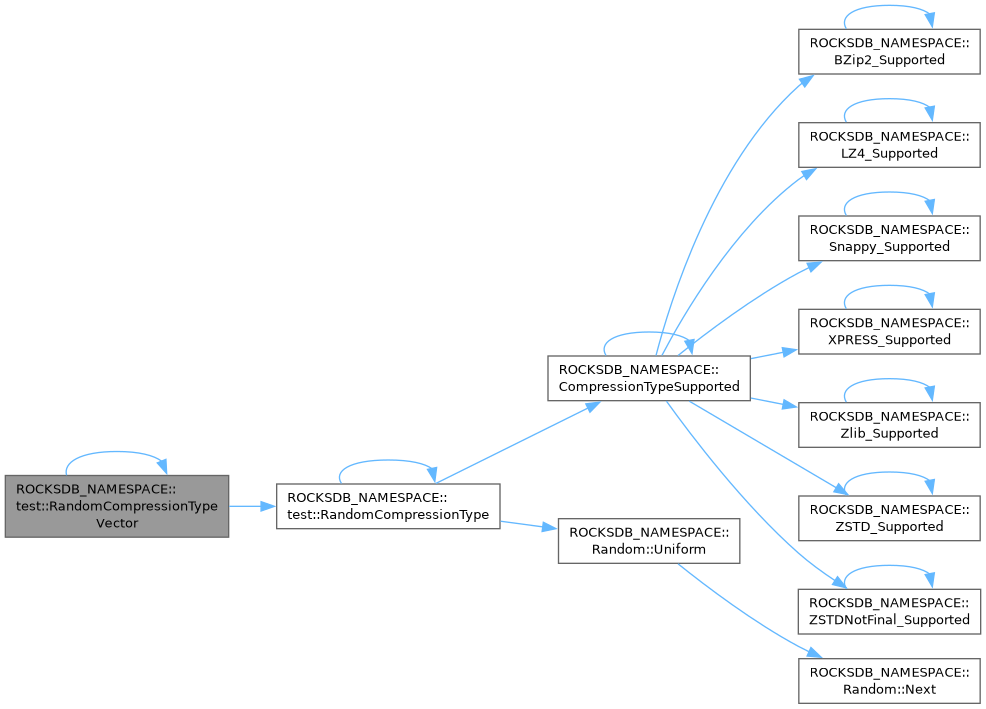 ROCKSDB_NAMESPACE::
test::RandomCompressionType
Vector
ROCKSDB_NAMESPACE::
test::RandomCompressionType
ROCKSDB_NAMESPACE::
CompressionTypeSupported
ROCKSDB_NAMESPACE::
Random::Uniform
ROCKSDB_NAMESPACE::
BZip2_Supported
ROCKSDB_NAMESPACE::
LZ4_Supported
ROCKSDB_NAMESPACE::
Snappy_Supported
ROCKSDB_NAMESPACE::
XPRESS_Supported
ROCKSDB_NAMESPACE::
Zlib_Supported
ROCKSDB_NAMESPACE::
ZSTD_Supported
ROCKSDB_NAMESPACE::
ZSTDNotFinal_Supported
ROCKSDB_NAMESPACE::
Random::Next